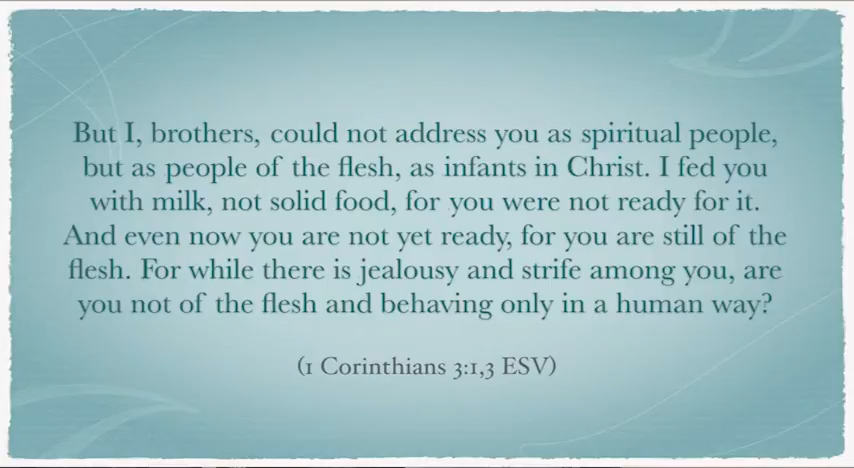 But I, brothers, could not address you as spiritual people,
but as people of the flesh, as infants in Christ. I fed you
with milk, not solid food, for you were not ready for it.
And even now you are not yet ready, for you are still of the
flesh. For while there is jealousy and strife among you, are
you not of the flesh and behaving only in a human way?
(1 Corinthians 3:1,3 ESV)